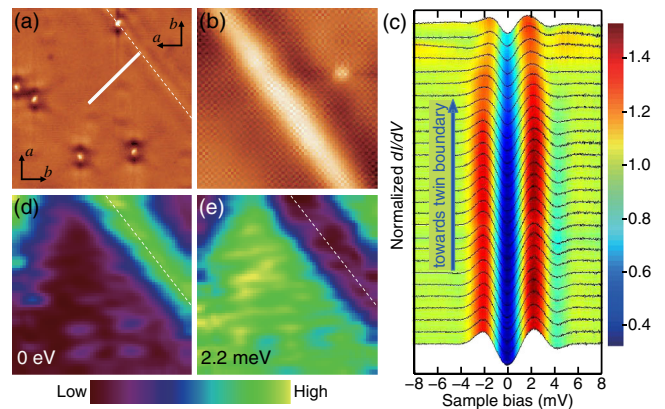 (a)
b
a
a
b
(b)
(c)
Normalized dI/dV
towards twin boundary
1.4
1.2
1.0
0.8
0.6
0.4
(d)
0 eV
(e)
2.2 meV
Low
High
−8 −6 −4 −2 0 2 4 6 8
Sample bias (mV)